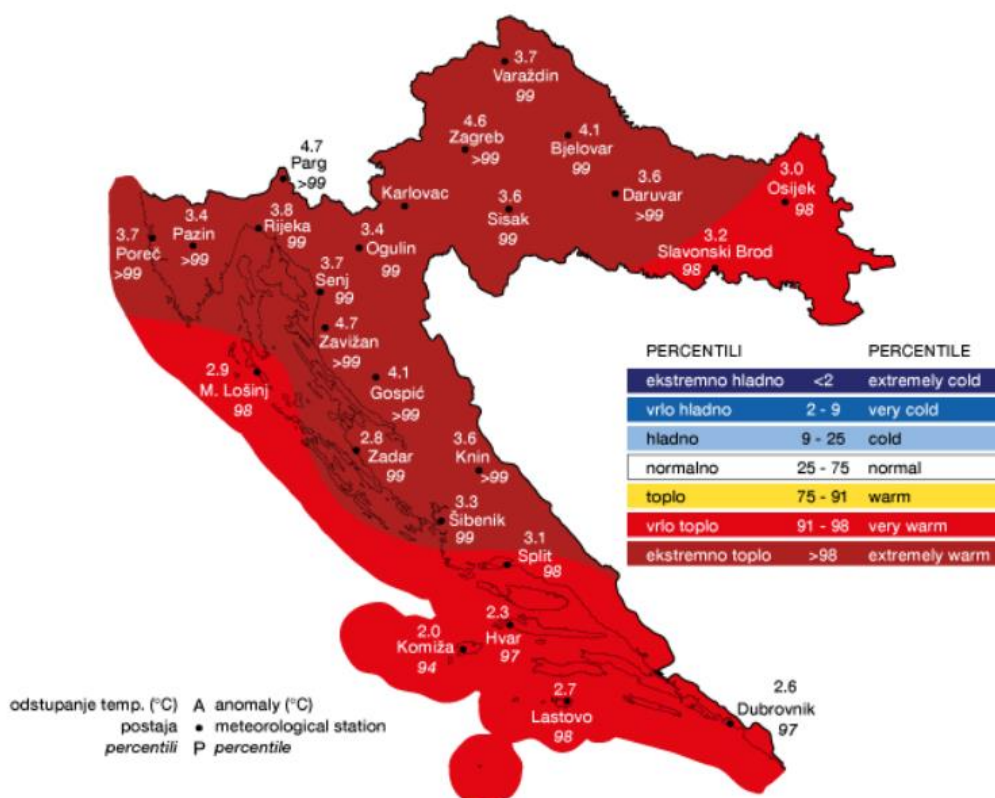 3.7
Varaždin
99
4.6
Zagreb
>99
4.1
Bjelovar
99
4.7
Parg
>99
3.0
Osijek
98
3.6
Daruvar
>99
Karlovac
3.6
Sisak
99
3.4
Pazin
>99
3.8
Rijeka
99
3.7
Poreč
>99
3.4
Ogulin
99
3.2
Slavonski Brod
98
3.7
Senj
99
4.7
Zavižan
>99
2.9
M. Lošinj
98
4.1
Gospić
>99
2.8
Zadar
99
3.6
Knin
>99
3.3
Šibenik
99
3.1
Split
98
2.3
Hvar
97
2.0
Komiža
94
2.7
Lastovo
98
2.6
Dubrovnik
97
PERCENTILI PERCENTILE
ekstremno hladno <2 extremely cold
vrlo hladno 2 - 9 very cold
hladno 9 - 25 cold
normalno 25 - 75 normal
toplo 75 - 91 warm
vrlo toplo 91 - 98 very warm
ekstremno toplo >98 extremely warm
odstupanje temp. (°C) A anomaly (°C)
postaja • meteorological station
percentili P percentile